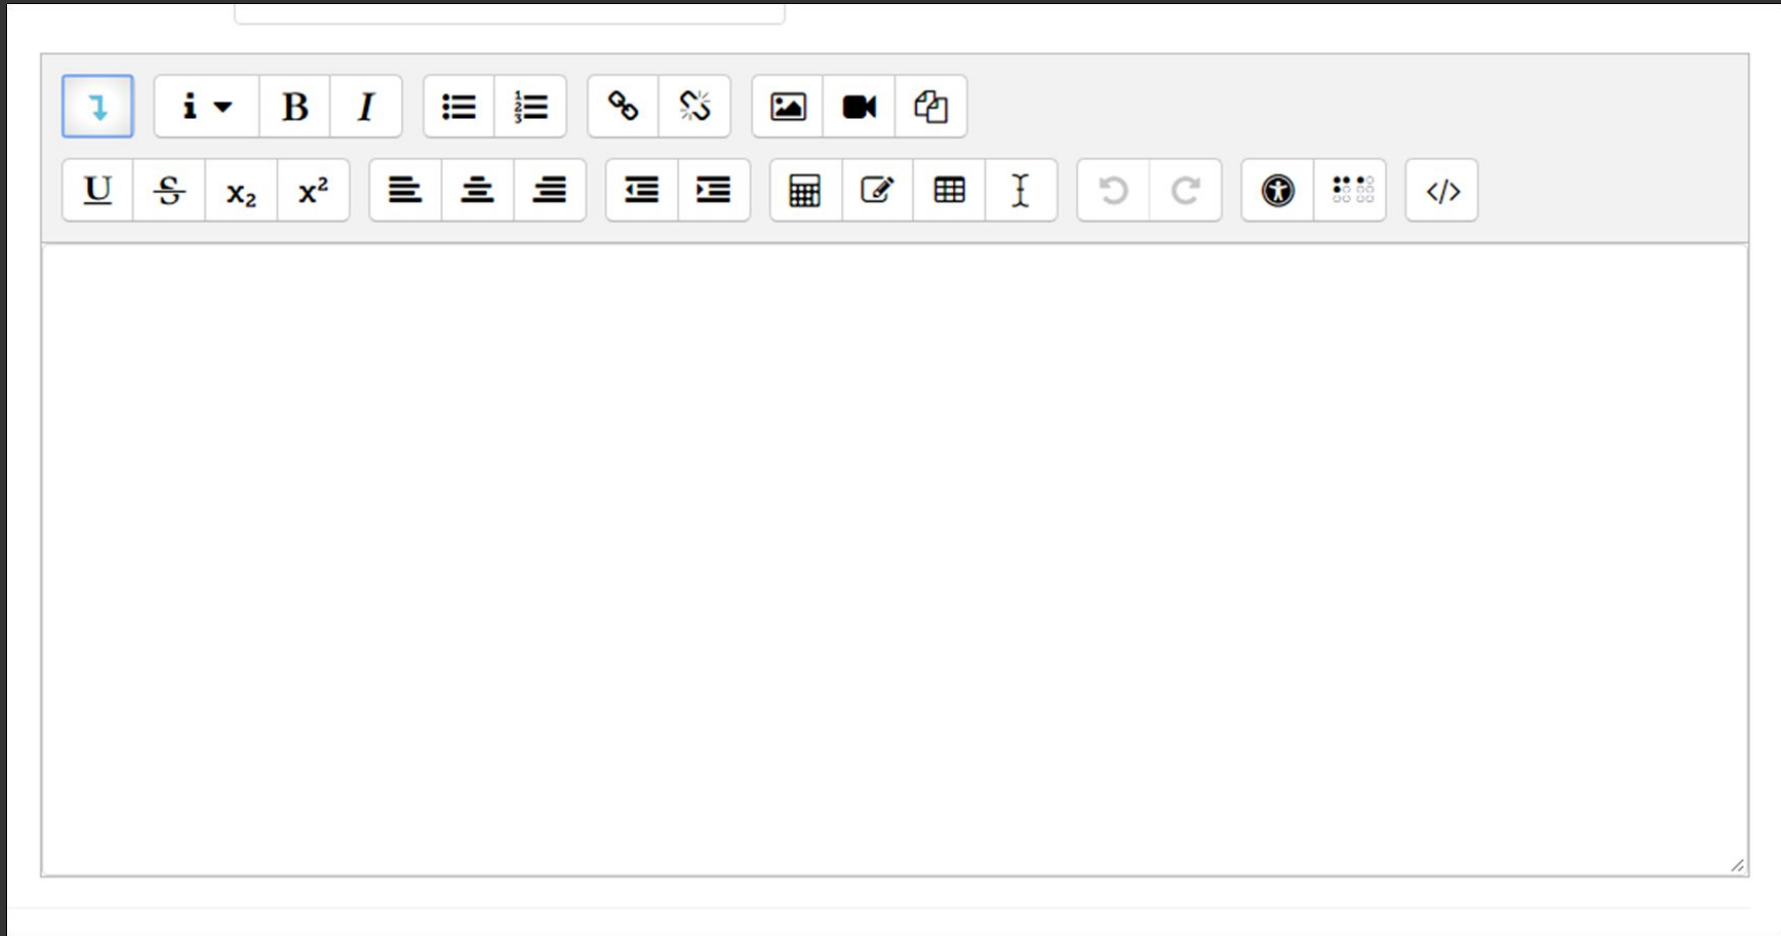 i B I
U S x₂ x² </>